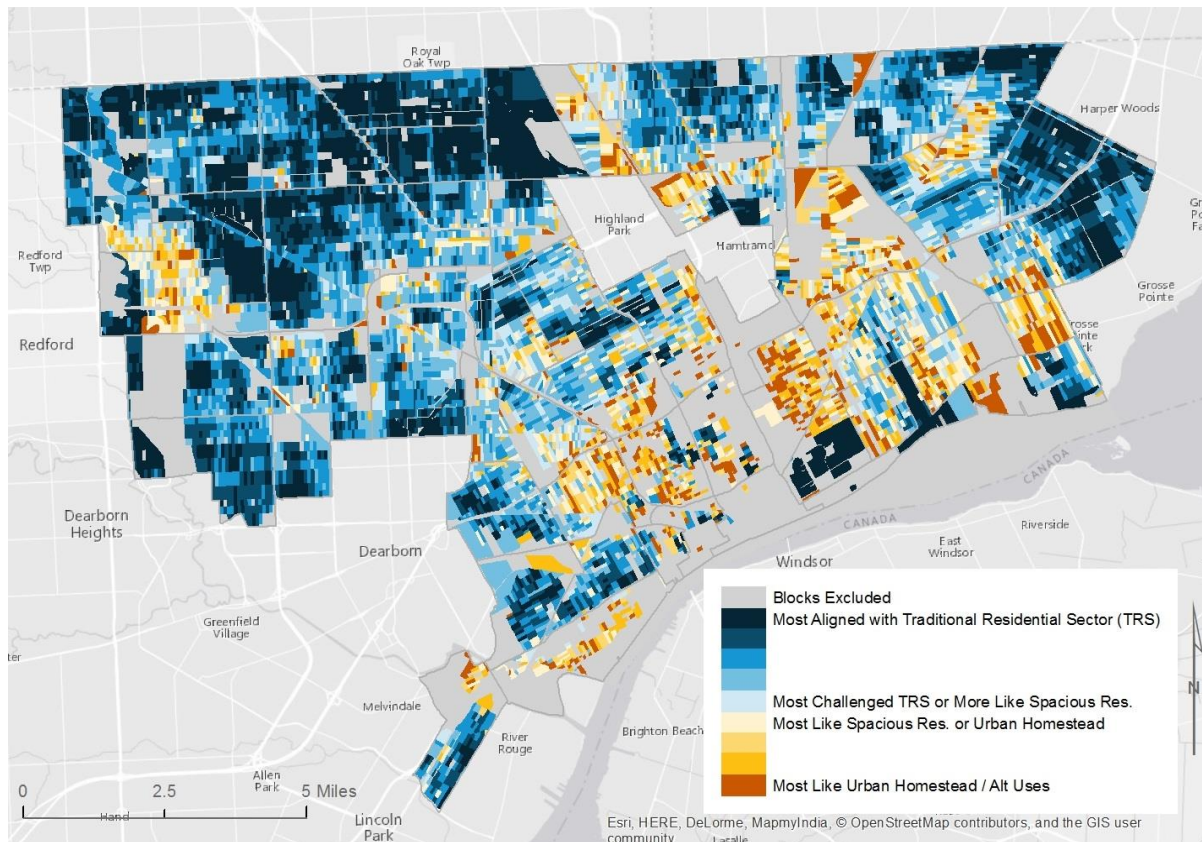 Royal
Oak Twp
Harper Woods
Highland
Park
Hamtramck
Redford
Twp
Grosse
Pointe
Redford
Dearborn
Heights
Dearborn
CANADA
CANADA
Riverside
East
Windsor
Windsor
Greenfield
Village
Melvindale
River
Rouge
Brighton Beach
Allen
Park
Lincoln
Park
Blocks Excluded
Most Aligned with Traditional Residential Sector (TRS)
Most Challenged TRS or More Like Spacious Res.
Most Like Spacious Res. or Urban Homestead
Most Like Urban Homestead / Alt Uses
N
0 2.5 5 Miles
Esri, HERE, DeLorme, MapmyIndia, © OpenStreetMap contributors, and the GIS user
community